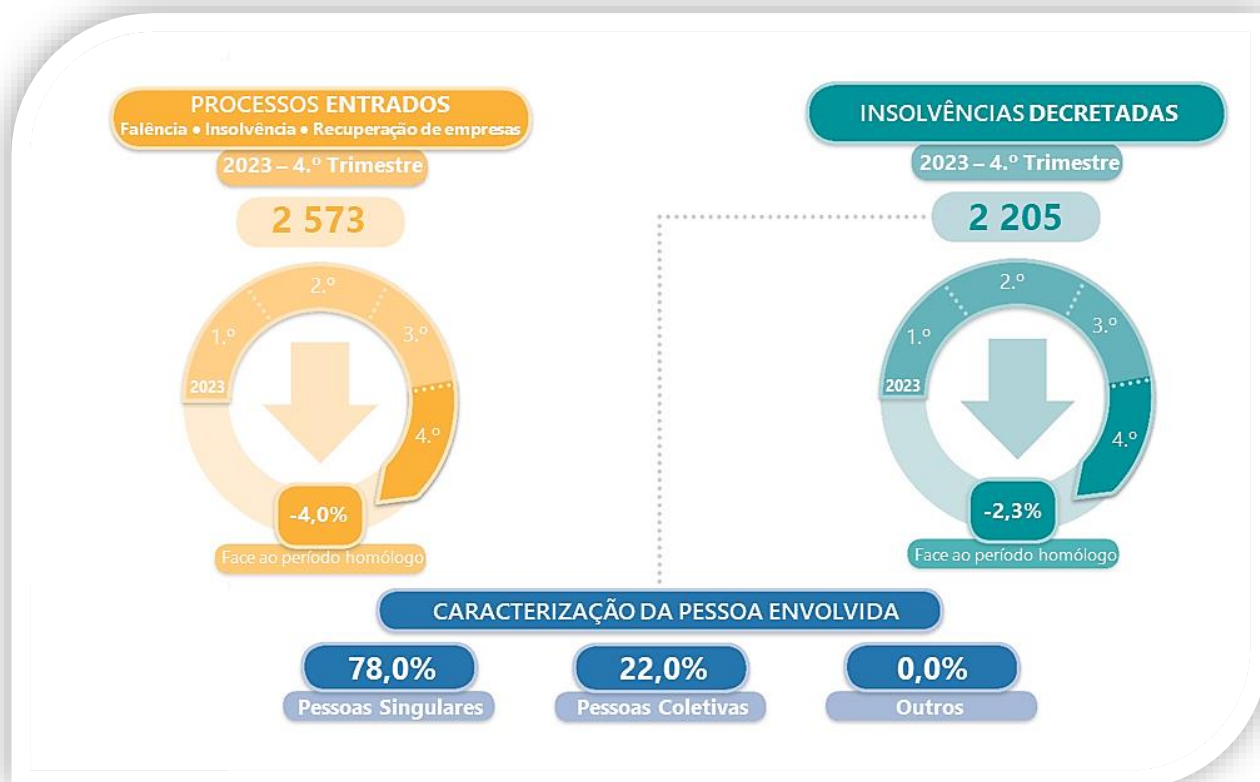 PROCESSOS ENTRADOS
Falência • Insolvência • Recuperação de empresas
2023 – 4.º Trimestre
2 573
1.º
2.º
3.º
4.º
2023
-4,0%
Face ao período homólogo
INSOLVÊNCIAS DECRETADAS
2023 – 4.º Trimestre
2 205
1.º
2.º
3.º
4.º
2023
-2,3%
Face ao período homólogo
CARACTERIZAÇÃO DA PESSOA ENVOLVIDA
78,0%
Pessoas Singulares
22,0%
Pessoas Coletivas
0,0%
Outros